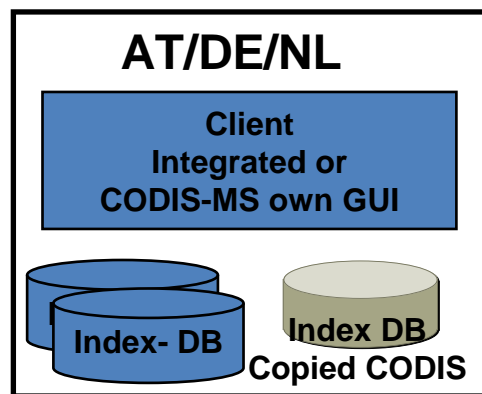 AT/DE/NL
Client
Integrated or
CODIS-MS own GUI
Index- DB
Index DB
Copied CODIS